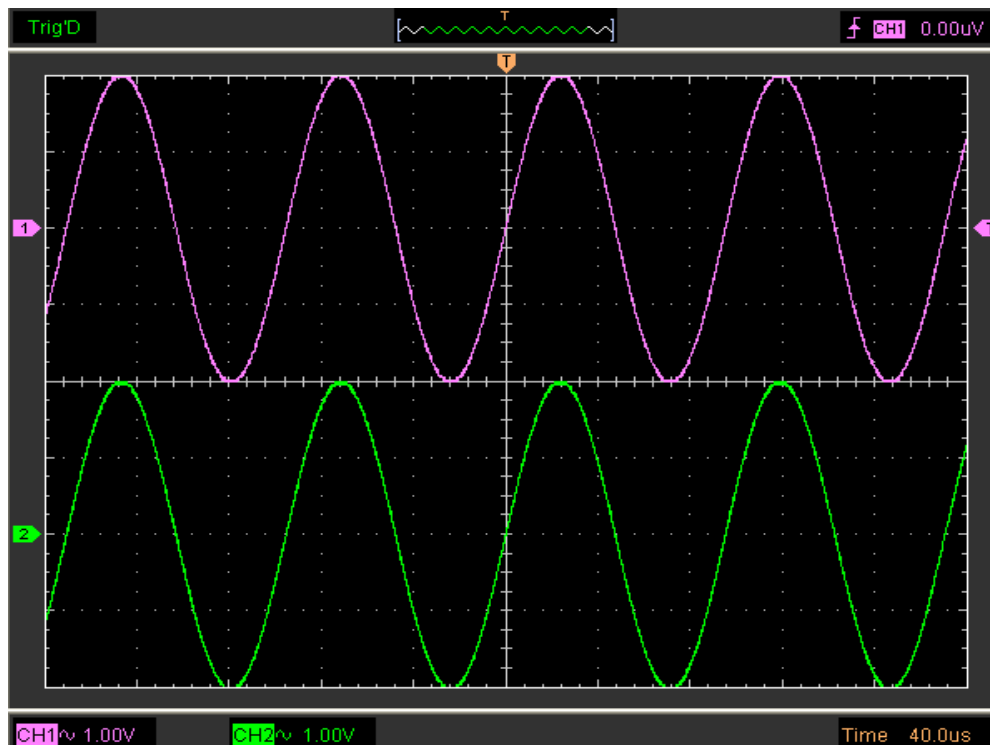 Trig'D
T
CH1 0.00uV
T
1
2
CH1∿ 1.00V
CH2∿ 1.00V
Time 40.0us